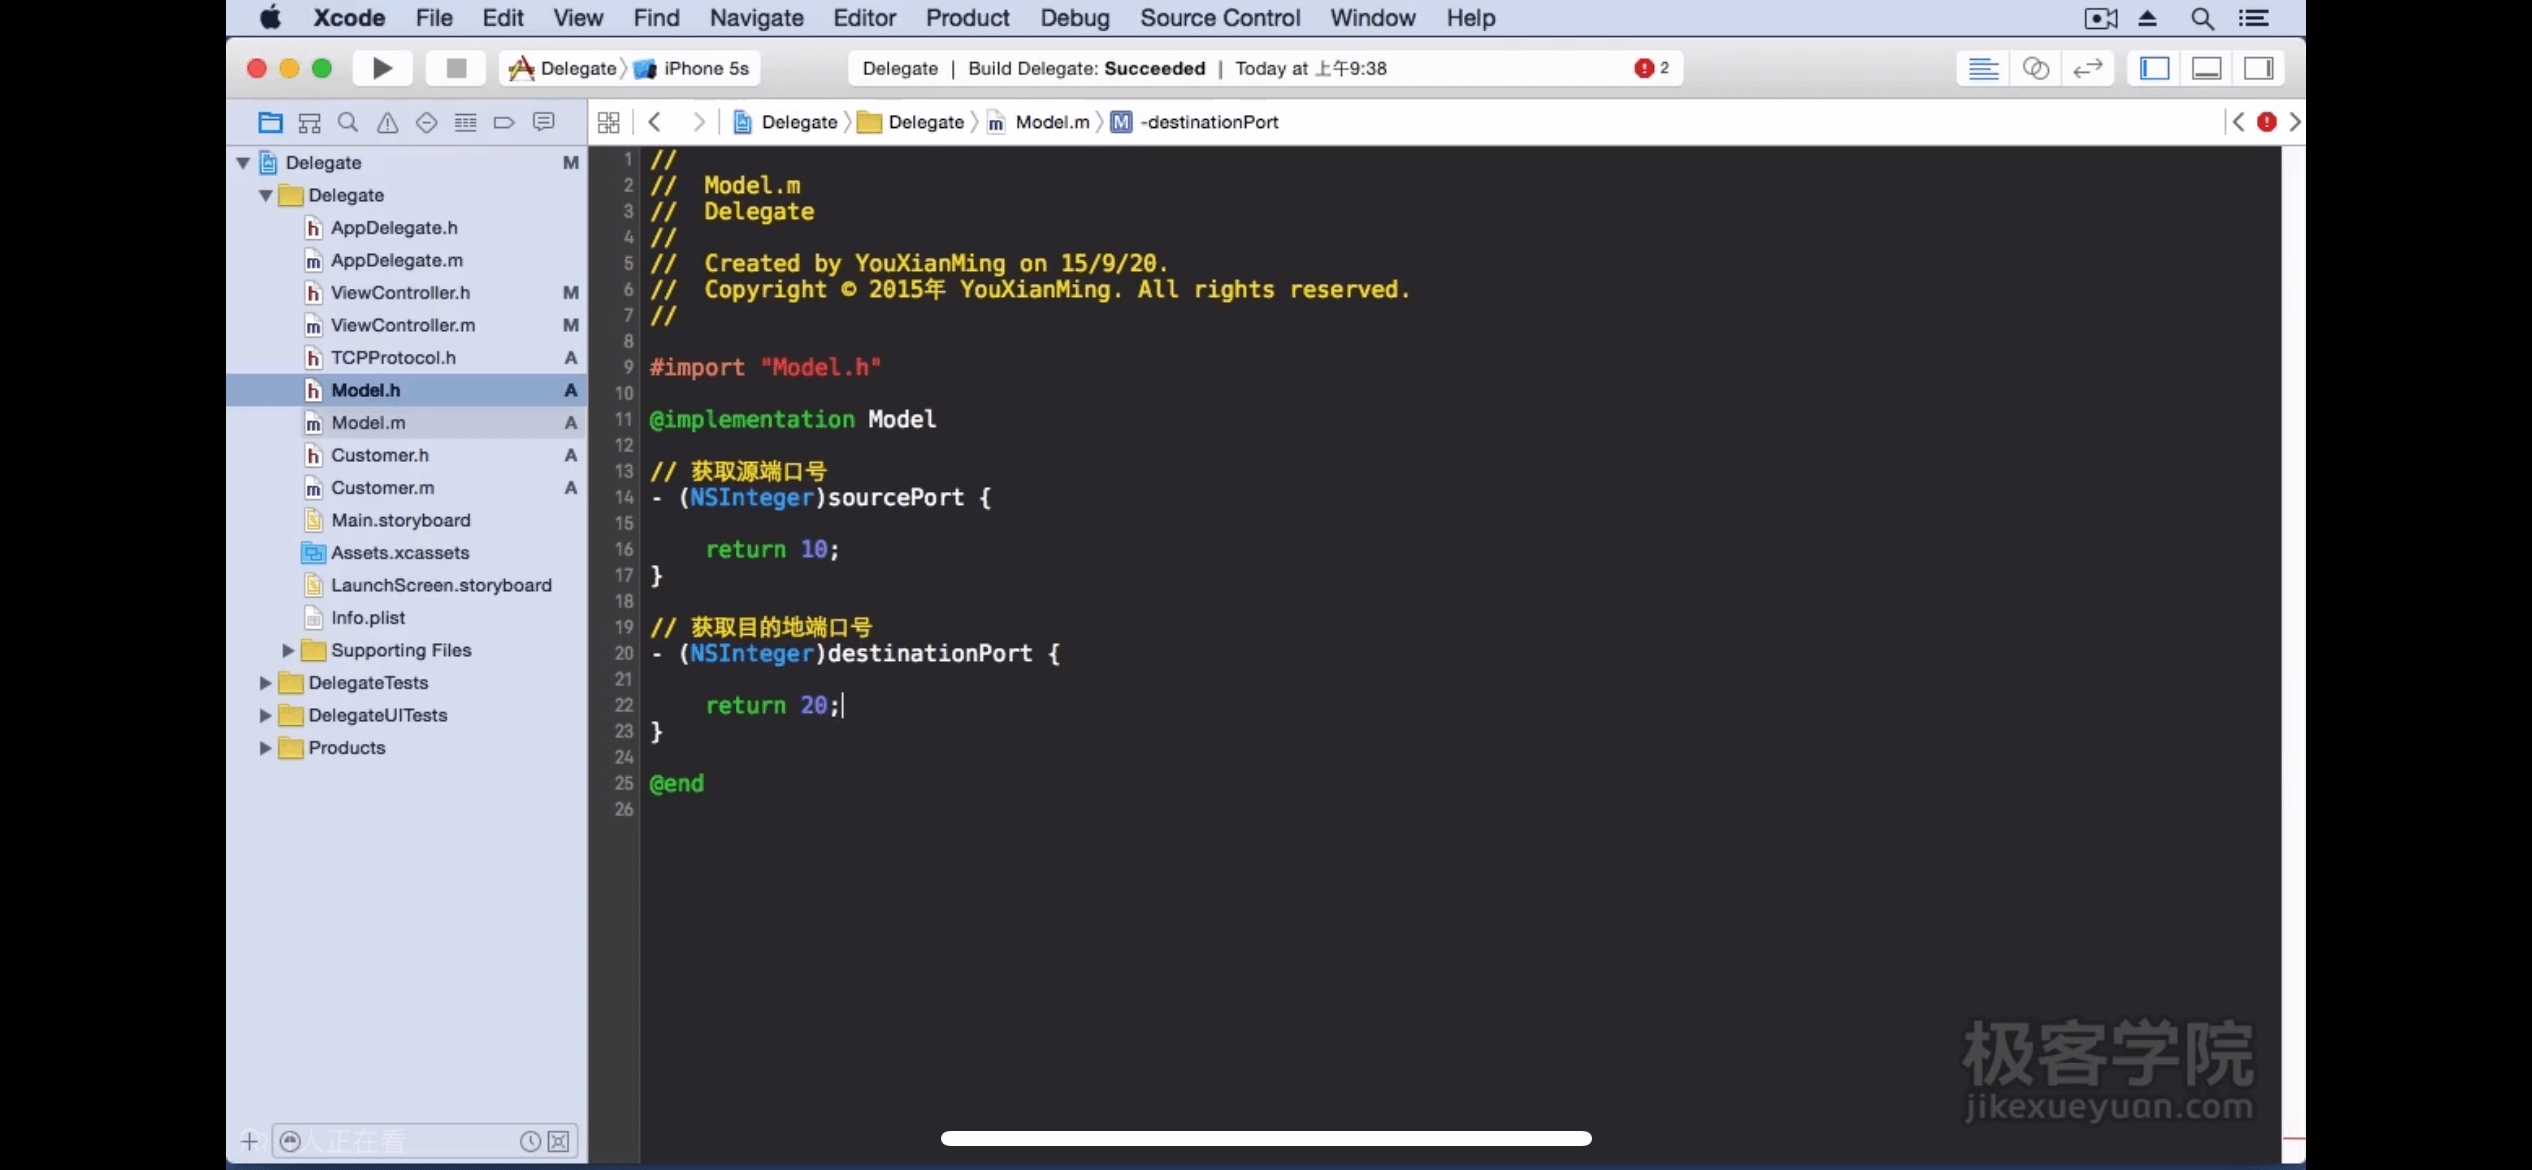 Xcode File Edit View Find Navigate Editor Product Debug Source Control Window Help
Delegate iPhone 5s Delegate | Build Delegate: Succeeded | Today at 上午9:38 2
Delegate Delegate Model.m M -destinationPort
Delegate M
Delegate
h AppDelegate.h
m AppDelegate.m
h ViewController.h M
m ViewController.m M
h TCPProtocol.h A
h Model.h A
m Model.m A
h Customer.h A
m Customer.m A
Main.storyboard
Assets.xcassets
LaunchScreen.storyboard
Info.plist
Supporting Files
DelegateTests
DelegateUITests
Products
人正在看
1 //
2 //  Model.m
3 //  Delegate
4 //
5 //  Created by YouXianMing on 15/9/20.
6 //  Copyright © 2015年 YouXianMing. All rights reserved.
7 //
8
9 #import "Model.h"
10
11 @implementation Model
12
13 // 获取源端口号
14 - (NSInteger)sourcePort {
15
16     return 10;
17 }
18
19 // 获取目的地端口号
20 - (NSInteger)destinationPort {
21
22     return 20;
23 }
24
25 @end
26
极客学院
jikexueyuan.com